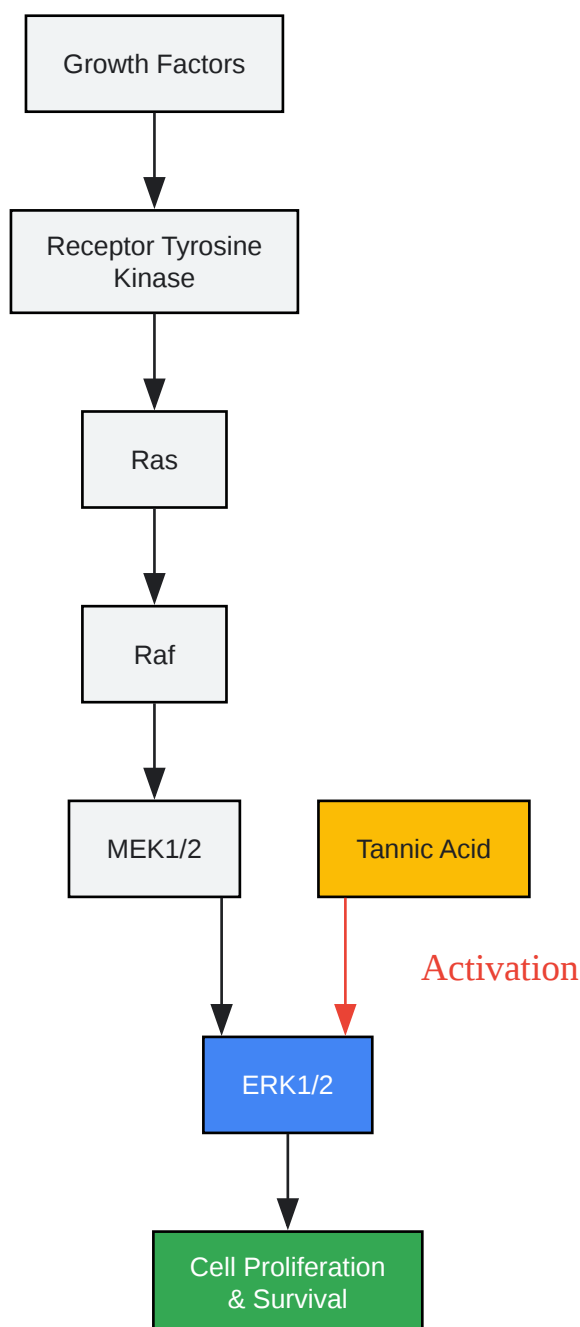 Growth Factors
Receptor Tyrosine
Kinase
Ras
Raf
MEK1/2
Tannic Acid
Activation
ERK1/2
Cell Proliferation
& Survival